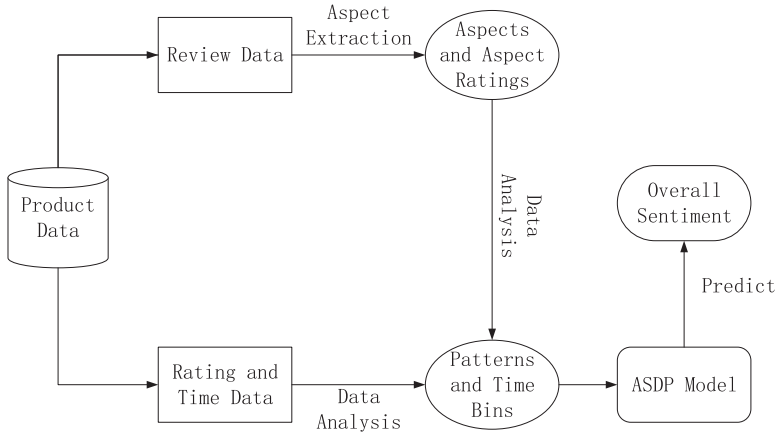 Review Data
Aspect
Extraction
Aspects
and Aspect
Ratings
Product
Data
Data
Analysis
Overall
Sentiment
Predict
Rating and
Time Data
Data
Analysis
Patterns
and Time
Bins
ASDP Model